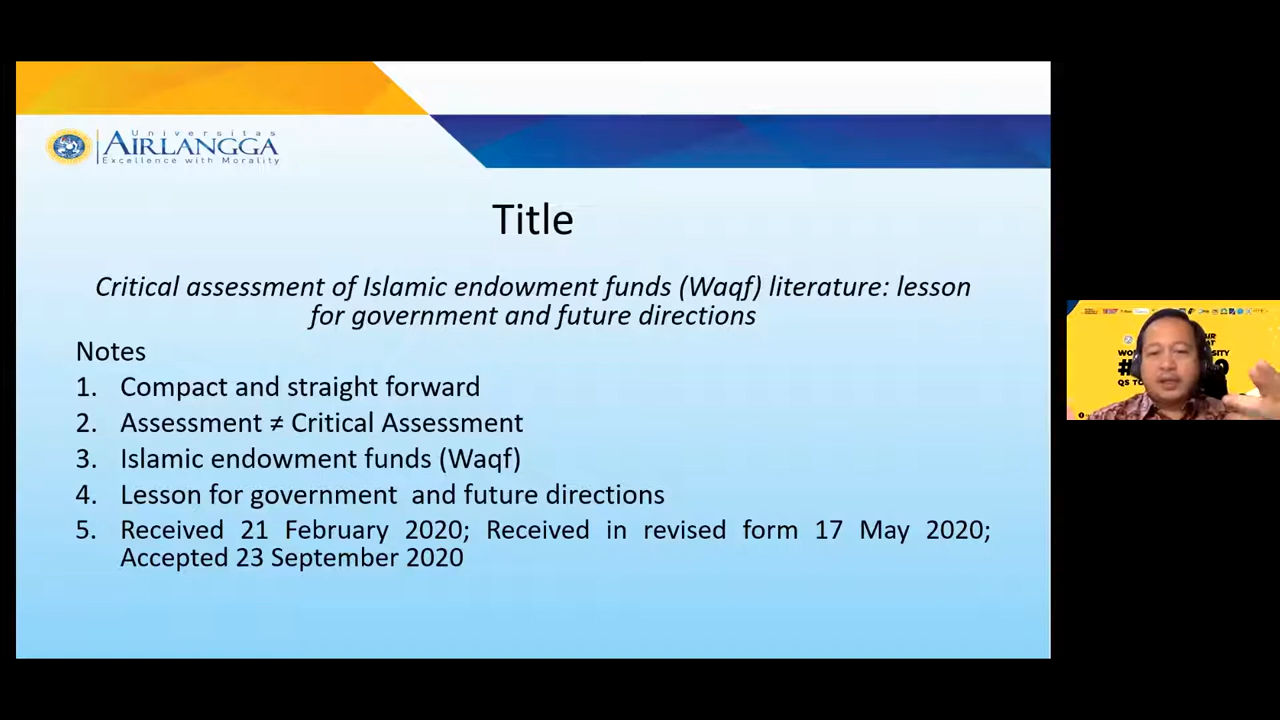 Universitas
AIRLANGGA
Excellence with Morality
Title
Critical assessment of Islamic endowment funds (Waqf) literature: lesson
for government and future directions
Notes
1. Compact and straight forward
2. Assessment ≠ Critical Assessment
3. Islamic endowment funds (Waqf)
4. Lesson for government and future directions
5. Received 21 February 2020; Received in revised form 17 May 2020;
Accepted 23 September 2020